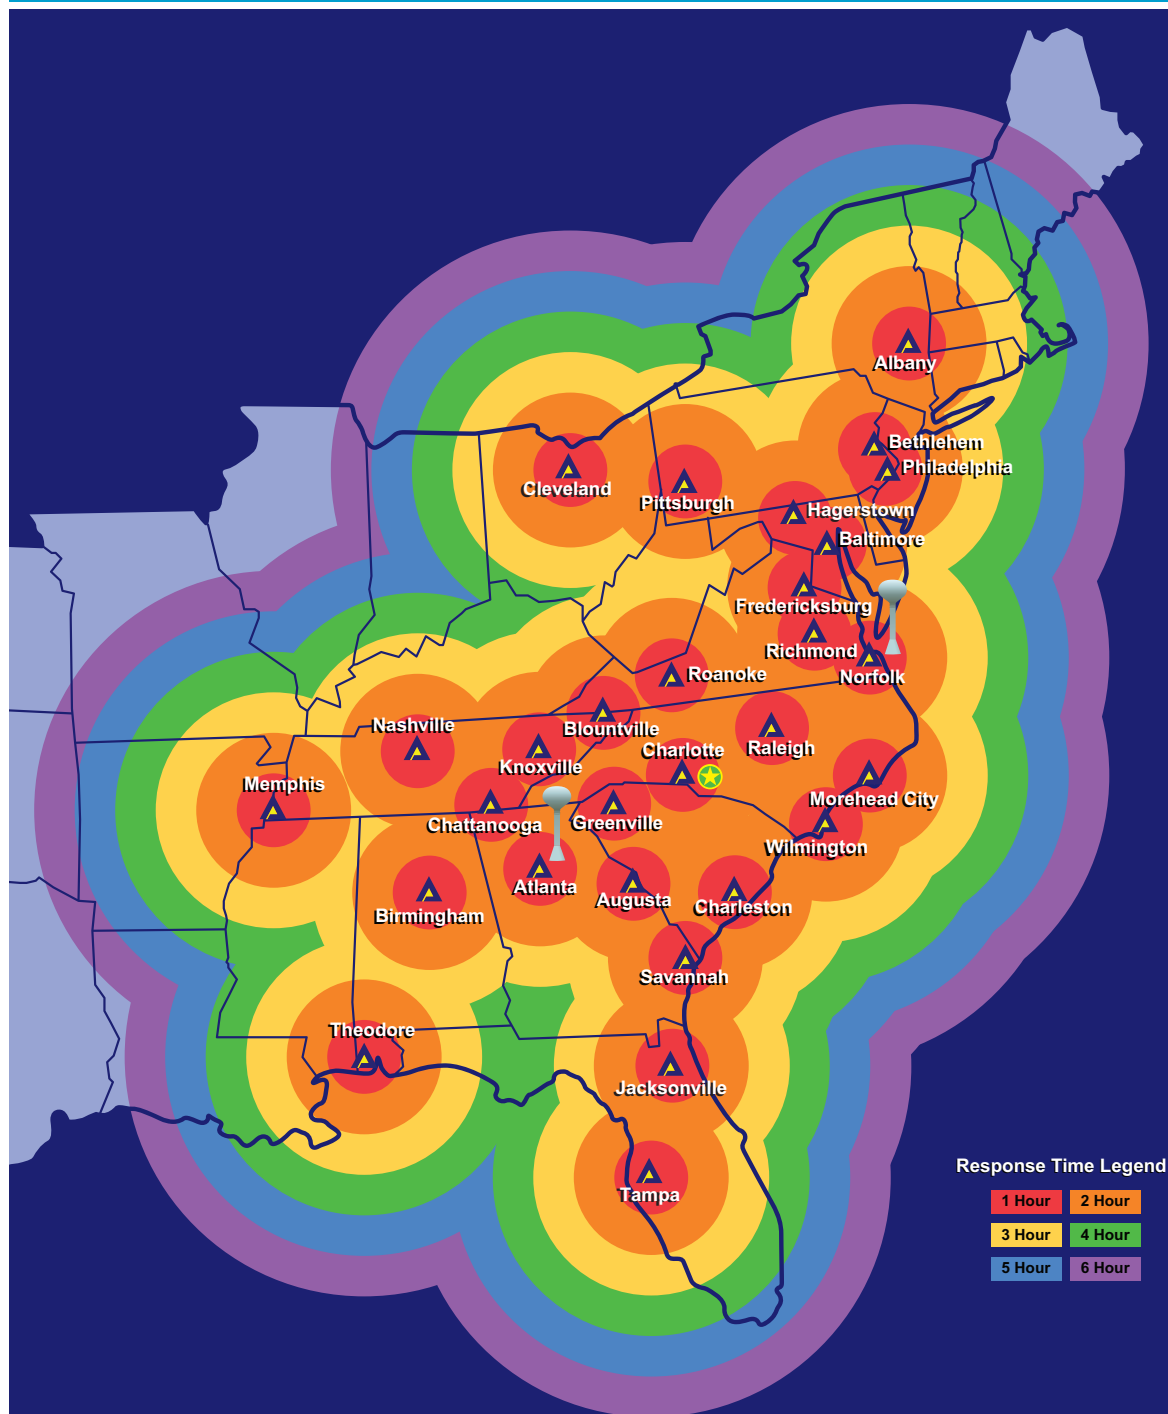 Albany
Bethlehem
Philadelphia
Cleveland
Pittsburgh
Hagerstown
Baltimore
Fredericksburg
Richmond
Norfolk
Roanoke
Nashville
Blountville
Charlotte
Raleigh
Knoxville
Memphis
Morehead City
Chattanooga
Greenville
Wilmington
Atlanta
Augusta
Charleston
Birmingham
Savannah
Theodore
Jacksonville
Tampa
Response Time Legend
1 Hour 2 Hour
3 Hour 4 Hour
5 Hour 6 Hour